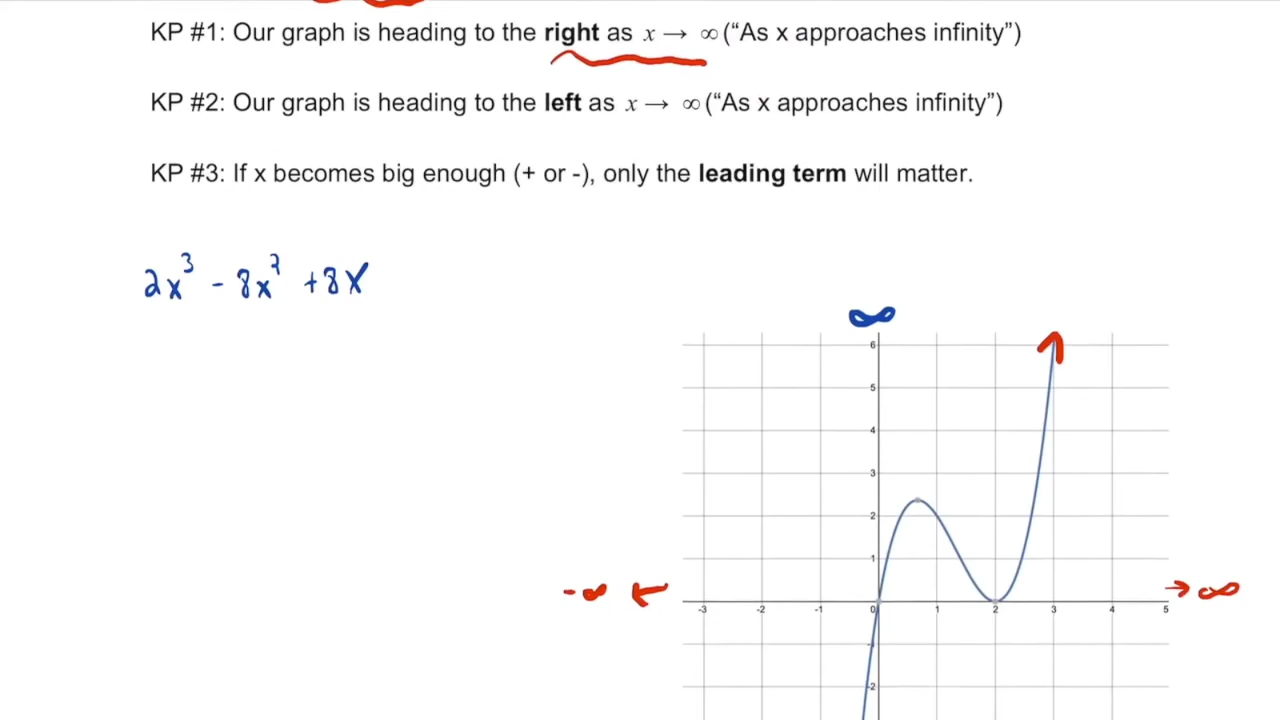 KP #1: Our graph is heading to the right as x → ∞ (“As x approaches infinity”)
KP #2: Our graph is heading to the left as x → ∞ (“As x approaches infinity”)
KP #3: If x becomes big enough (+ or -), only the leading term will matter.
2x³ - 8x² + 8x
∞
6
5
4
3
2
1
-∞ ← -3 -2 -1 0 1 2 3 4 5 → ∞
-1
-2